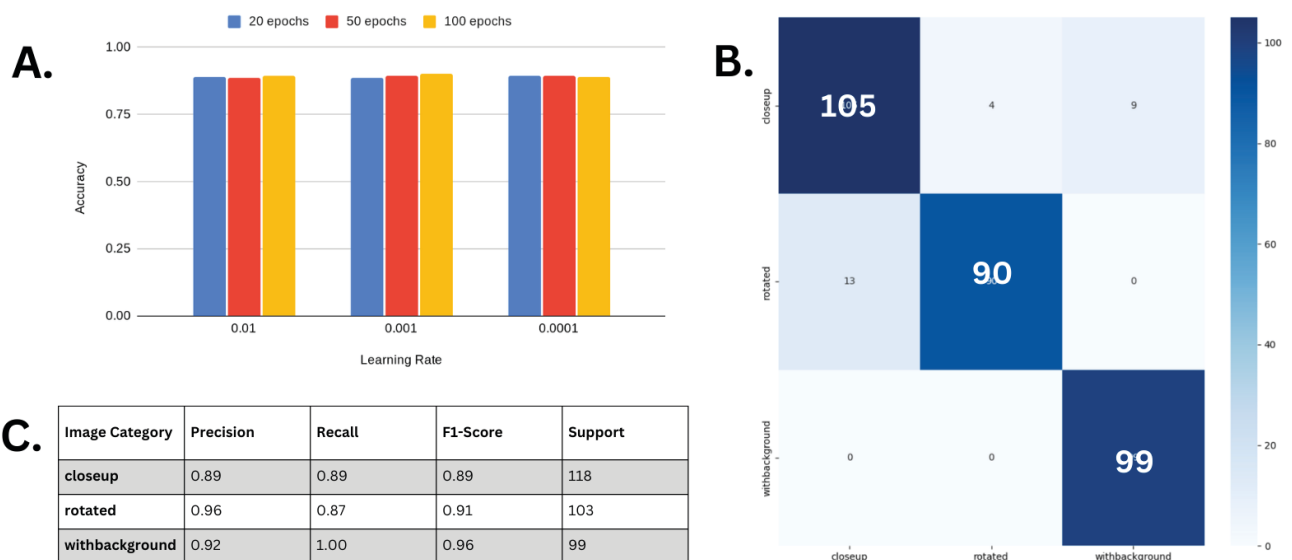 20 epochs 50 epochs 100 epochs
A.
1.00
0.75
0.50
0.25
0.00
Accuracy
0.01 0.001 0.0001
Learning Rate
B.
closeup
rotated
withbackground
105 4 9
13 90 0
0 0 99
closeup rotated withbackground
100
80
60
40
20
0
C.
Image Category Precision Recall F1-Score Support
closeup 0.89 0.89 0.89 118
rotated 0.96 0.87 0.91 103
withbackground 0.92 1.00 0.96 99